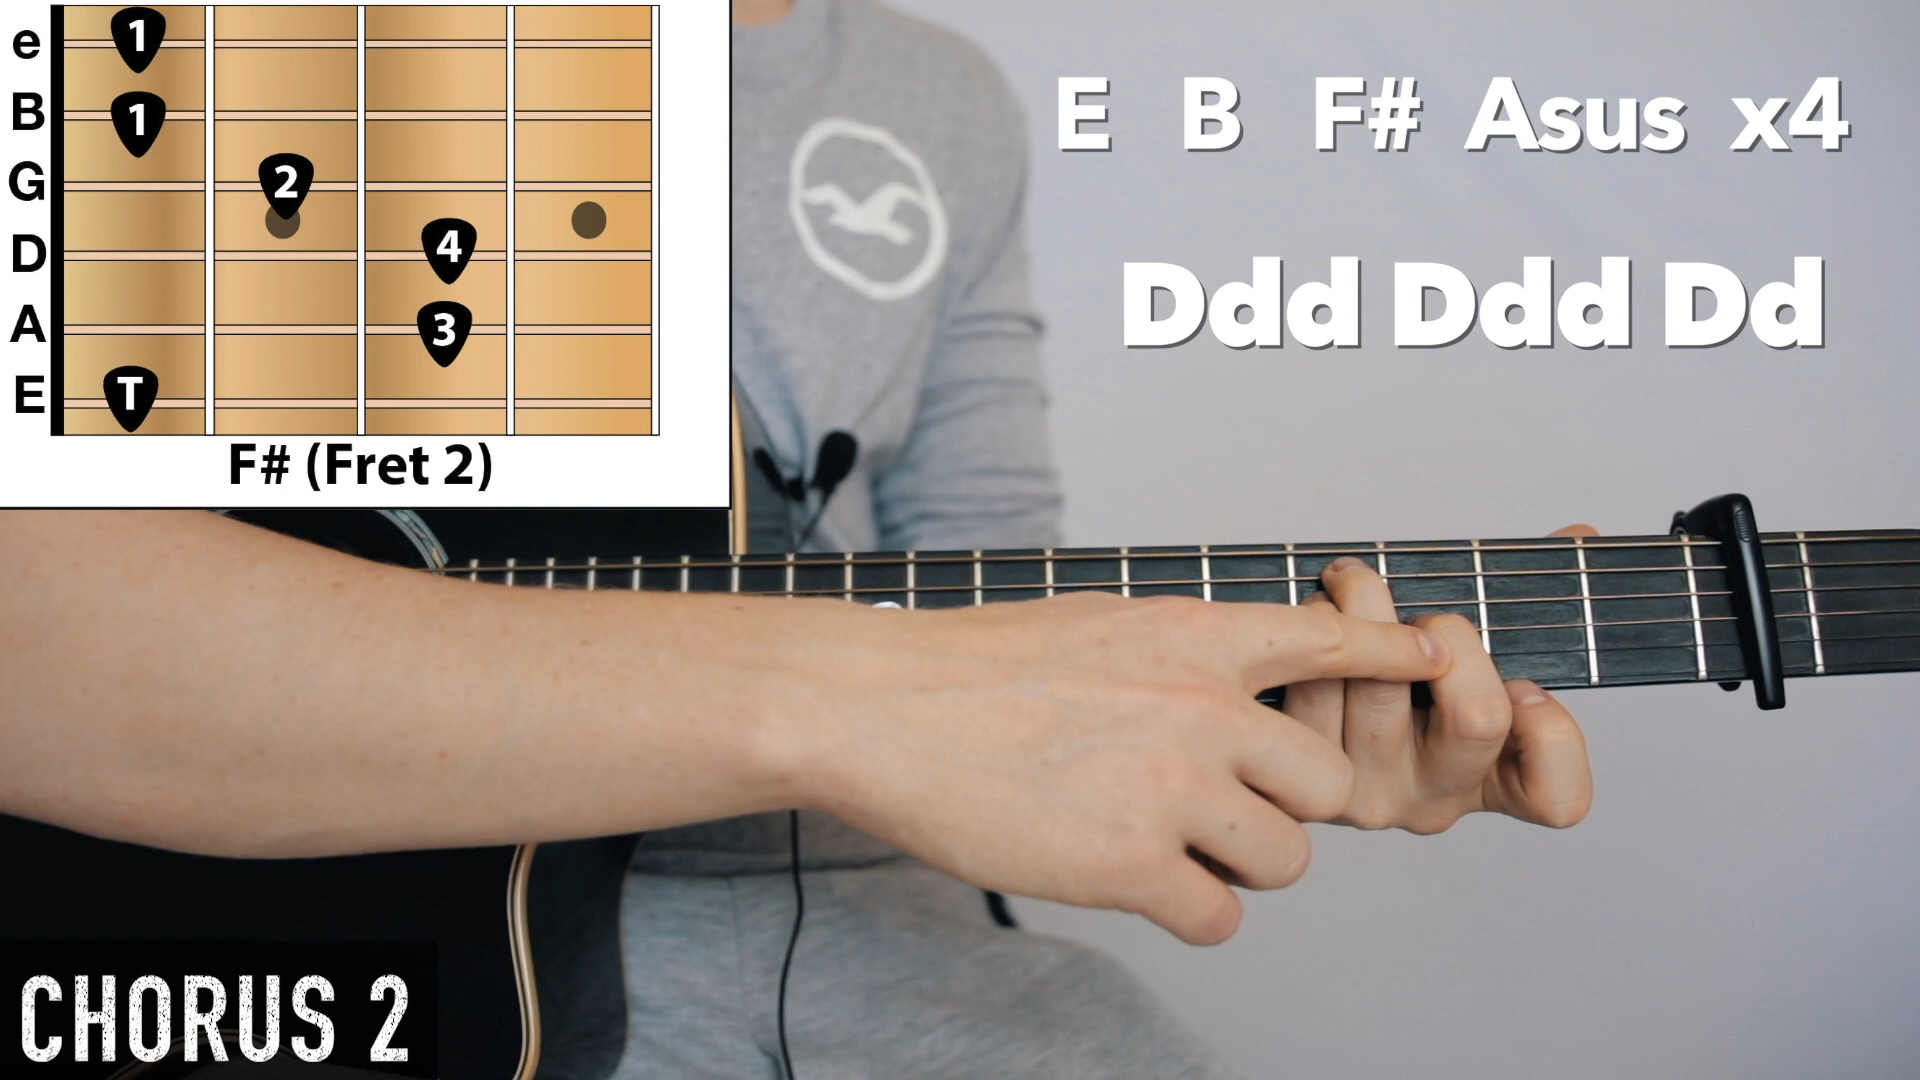 e 1
B 1
G 2
D 4
A 3
E T
F# (Fret 2)
E B F# Asus x4
Ddd Ddd Dd
CHORUS 2